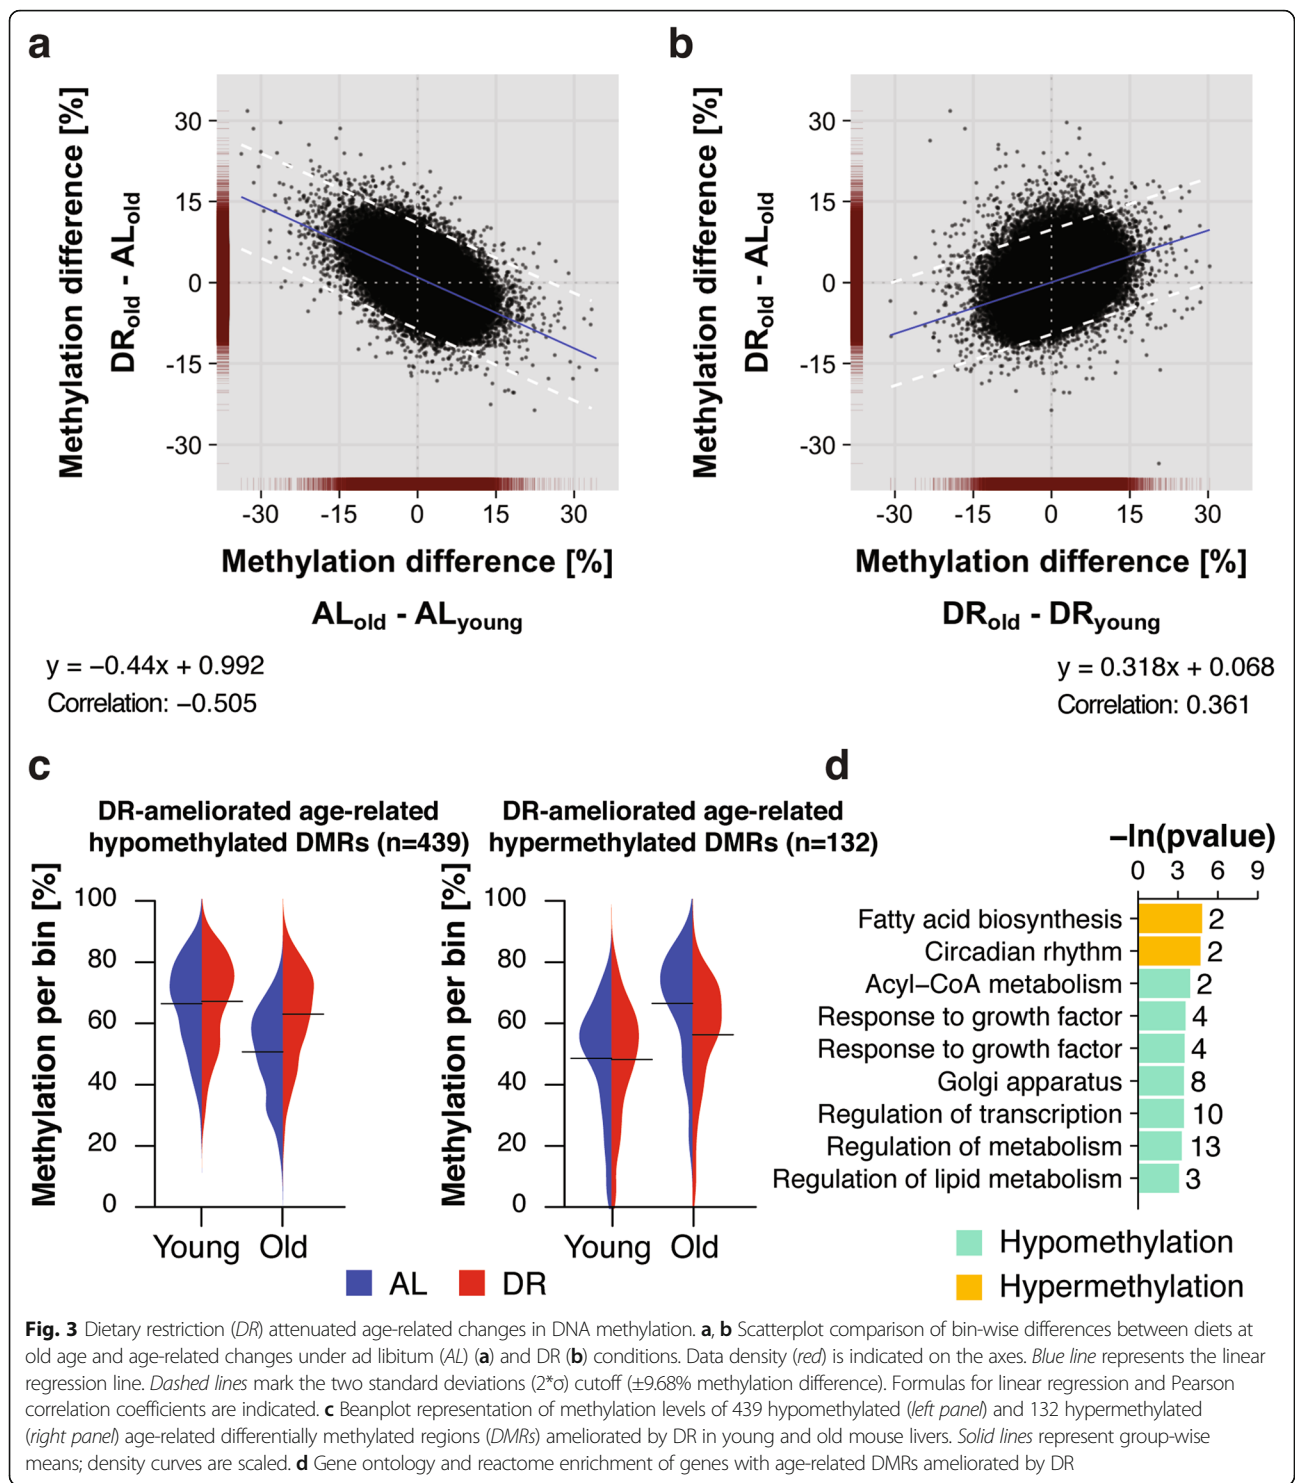 a
Methylation difference [%]
DRold - ALold
30
15
0
-15
-30
-30 -15 0 15 30
Methylation difference [%]
ALold - ALyoung
y = −0.44x + 0.992
Correlation: −0.505
b
Methylation difference [%]
DRold - ALold
30
15
0
-15
-30
-30 -15 0 15 30
Methylation difference [%]
DRold - DRyoung
y = 0.318x + 0.068
Correlation: 0.361
c
DR-ameliorated age-related
hypomethylated DMRs (n=439)
Methylation per bin [%]
100
80
60
40
20
0
Young Old
DR-ameliorated age-related
hypermethylated DMRs (n=132)
Methylation per bin [%]
100
80
60
40
20
0
Young Old
AL DR
d
−ln(pvalue)
0 3 6 9
Fatty acid biosynthesis 2
Circadian rhythm 2
Acyl−CoA metabolism 2
Response to growth factor 4
Response to growth factor 4
Golgi apparatus 8
Regulation of transcription 10
Regulation of metabolism 13
Regulation of lipid metabolism 3
Hypomethylation
Hypermethylation
Fig. 3 Dietary restriction (DR) attenuated age-related changes in DNA methylation. a, b Scatterplot comparison of bin-wise differences between diets at
old age and age-related changes under ad libitum (AL) (a) and DR (b) conditions. Data density (red) is indicated on the axes. Blue line represents the linear
regression line. Dashed lines mark the two standard deviations (2*σ) cutoff (±9.68% methylation difference). Formulas for linear regression and Pearson
correlation coefficients are indicated. c Beanplot representation of methylation levels of 439 hypomethylated (left panel) and 132 hypermethylated
(right panel) age-related differentially methylated regions (DMRs) ameliorated by DR in young and old mouse livers. Solid lines represent group-wise
means; density curves are scaled. d Gene ontology and reactome enrichment of genes with age-related DMRs ameliorated by DR